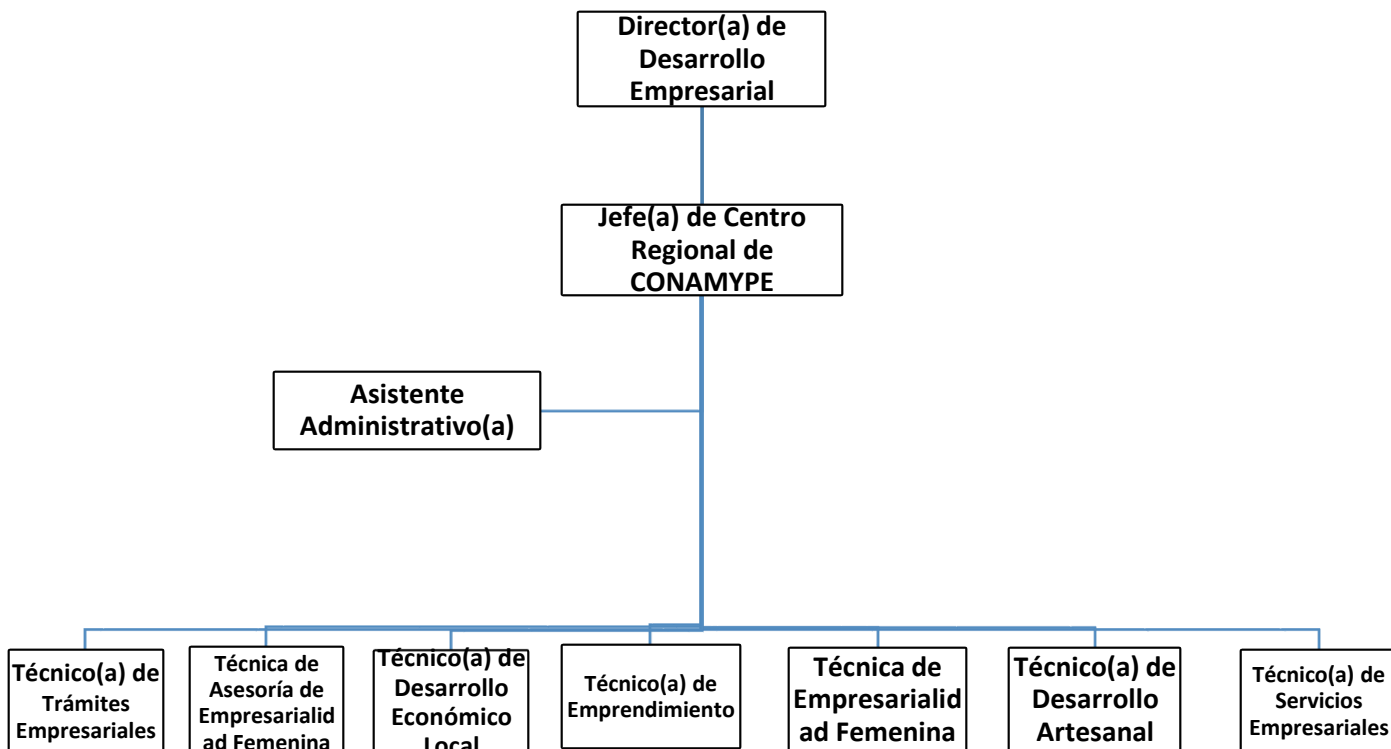 Director(a) de
Desarrollo
Empresarial
Jefe(a) de Centro
Regional de
CONAMYPE
Asistente
Administrativo(a)
Técnico(a) de
Trámites
Empresariales
Técnica de
Asesoría de
Empresarialid
ad Femenina
Técnico(a) de
Desarrollo
Económico
Local
Técnico(a) de
Emprendimiento
Técnica de
Empresarialid
ad Femenina
Técnico(a) de
Desarrollo
Artesanal
Técnico(a) de
Servicios
Empresariales